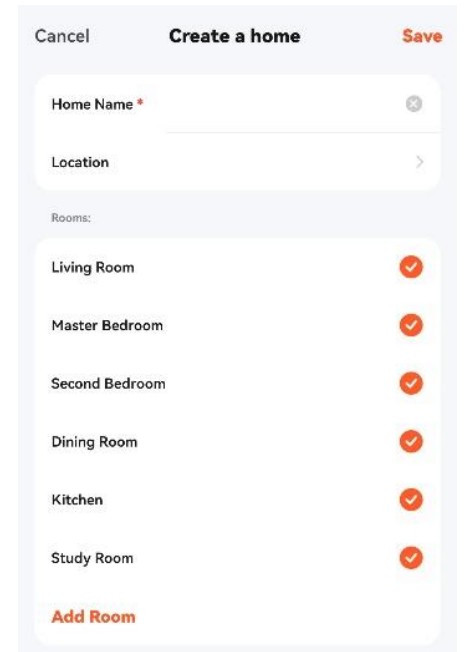 Cancel Create a home Save
Home Name *
Location
Rooms:
Living Room
Master Bedroom
Second Bedroom
Dining Room
Kitchen
Study Room
Add Room